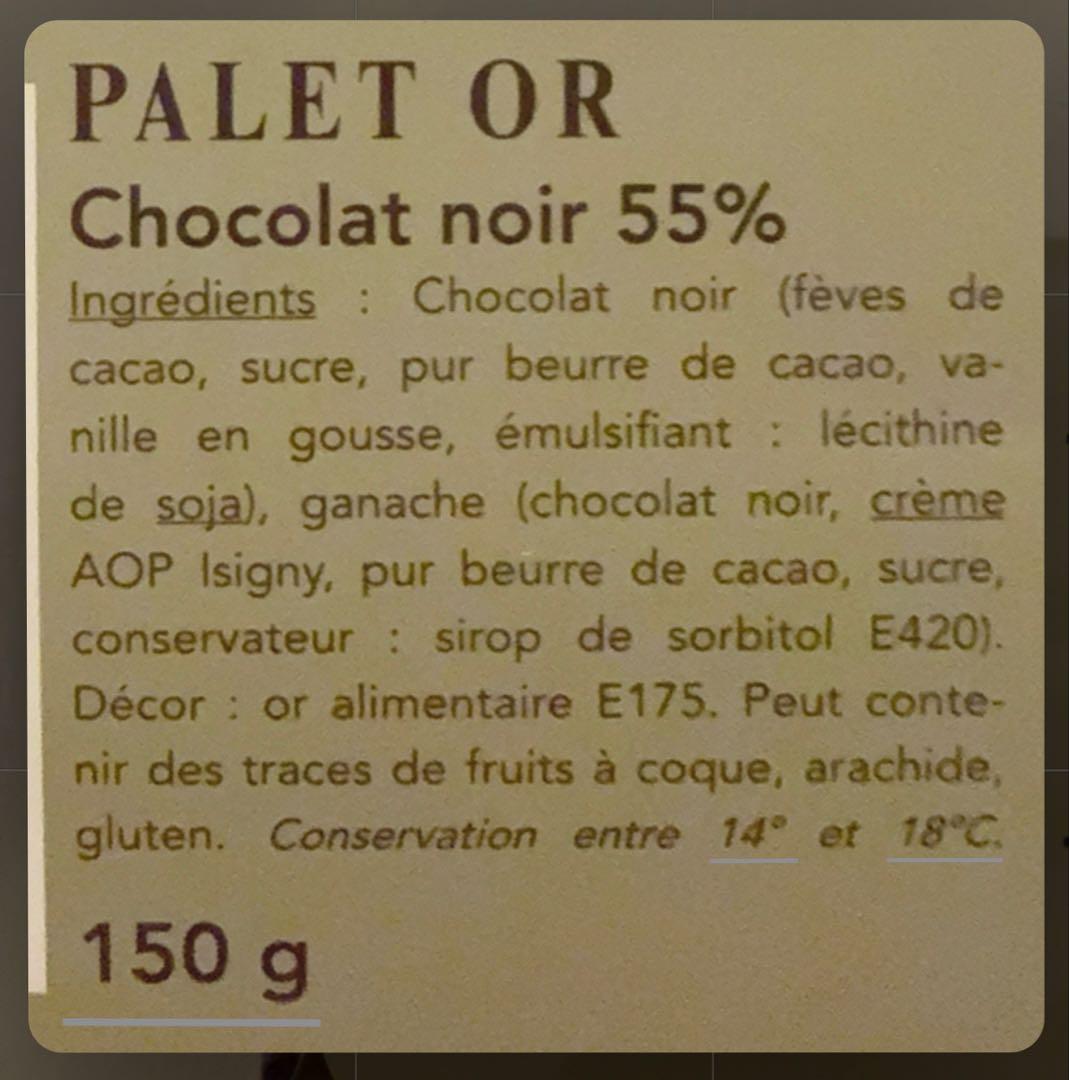 PALET OR
Chocolat noir 55%
Ingrédients : Chocolat noir (fèves de
cacao, sucre, pur beurre de cacao, va-
nille en gousse, émulsifiant : lécithine
de soja), ganache (chocolat noir, crème
AOP Isigny, pur beurre de cacao, sucre,
conservateur : sirop de sorbitol E420).
Décor : or alimentaire E175. Peut conte-
nir des traces de fruits à coque, arachide,
gluten. Conservation entre 14° et 18°C.
150 g